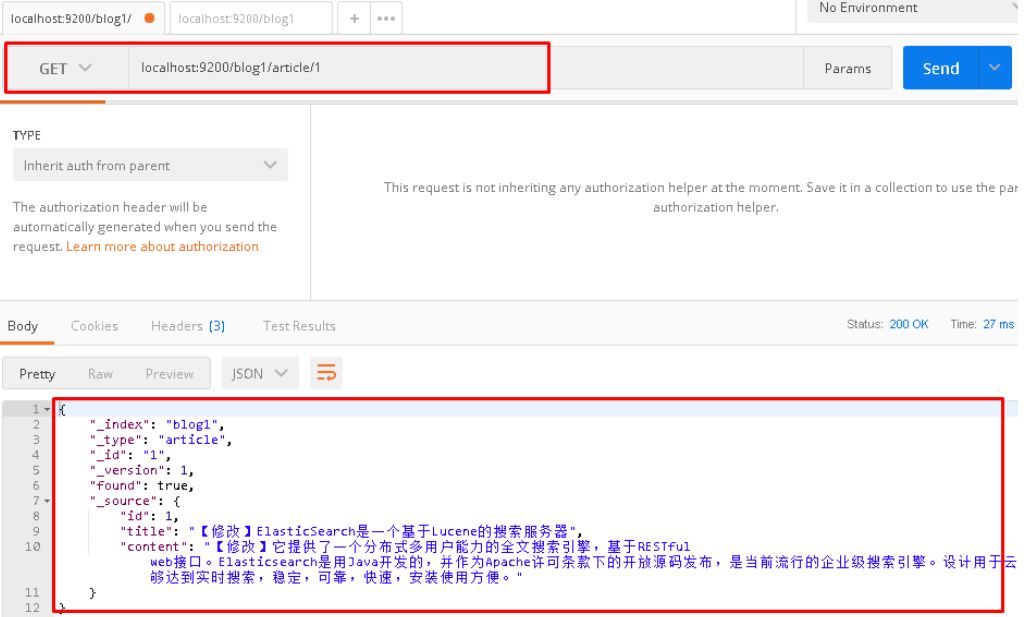 localhost:9200/blog1/ localhost:9200/blog1 + ••• No Environment
GET localhost:9200/blog1/article/1 Params Send
TYPE
Inherit auth from parent
The authorization header will be
automatically generated when you send the
request. Learn more about authorization
This request is not inheriting any authorization helper at the moment. Save it in a collection to use the par
authorization helper.
Body Cookies Headers (3) Test Results Status: 200 OK Time: 27 ms
Pretty Raw Preview JSON
1 {
2 "_index": "blog1",
3 "_type": "article",
4 "_id": "1",
5 "_version": 1,
6 "found": true,
7 "_source": {
8 "id": 1,
9 "title": "【修改】ElasticSearch是一个基于Lucene的搜索服务器",
10 "content": "【修改】它提供了一个分布式多用户能力的全文搜索引擎，基于RESTful
web接口。Elasticsearch是用Java开发的，并作为Apache许可条款下的开放源码发布，是当前流行的企业级搜索引擎。设计用于云
够达到实时搜索，稳定，可靠，快速，安装使用方便。"
11 }
12 }